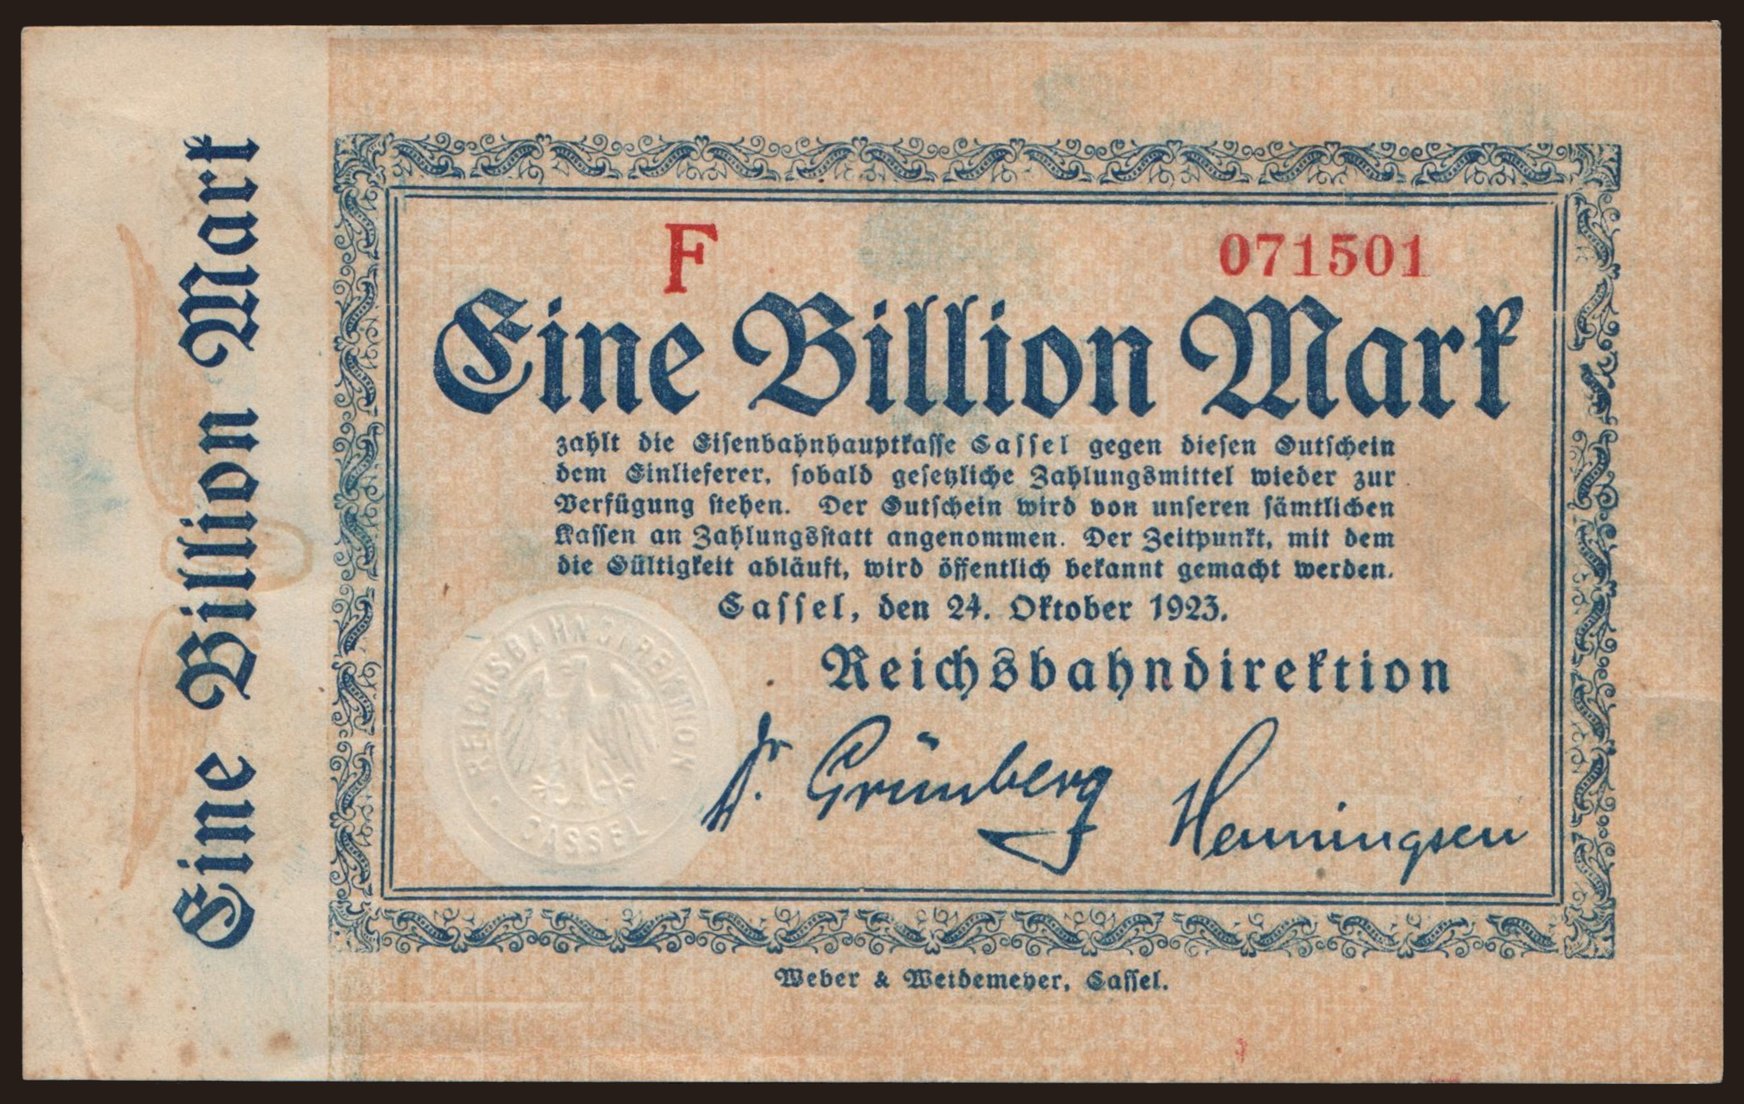 Eine Billion Mark
F
071501
Eine Billion Mark
zahlt die Eisenbahnhauptkasse Cassel gegen diesen Gutschein
dem Einlieferer, sobald gesetzliche Zahlungsmittel wieder zur
Verfügung stehen. Der Gutschein wird von unseren sämtlichen
Kassen an Zahlungsstatt angenommen. Der Zeitpunkt, mit dem
die Gültigkeit abläuft, wird öffentlich bekannt gemacht werden.
Cassel, den 24. Oktober 1923.
Reichsbahndirektion
REICHSBAHNDIREKTION
CASSEL
Dr. Grünberg
Henningsen
Weber & Weidemeyer, Cassel.